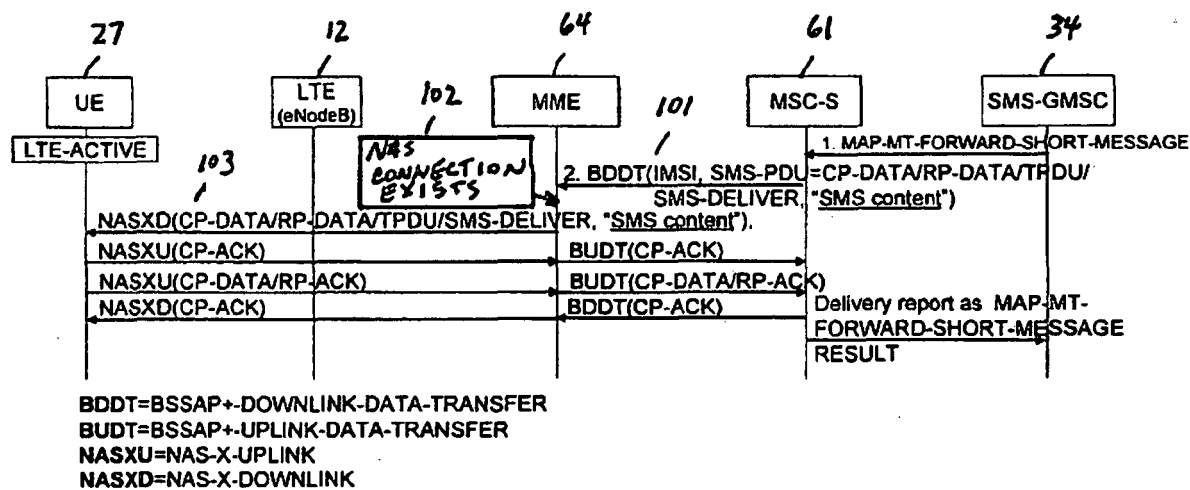 27 12 64 61 34
UE LTE (eNodeB) MME MSC-S SMS-GMSC
LTE-ACTIVE
102
101
103
NAS
CONNECTION
EXISTS
1. MAP-MT-FORWARD-SHORT-MESSAGE
2. BDDT(IMSI, SMS-PDU=CP-DATA/RP-DATA/TPDU/
SMS-DELIVER, "SMS content")
NASXD(CP-DATA/RP-DATA/TPDU/SMS-DELIVER, "SMS content"),
NASXU(CP-ACK) BUDT(CP-ACK)
NASXU(CP-DATA/RP-ACK) BUDT(CP-DATA/RP-ACK)
NASXD(CP-ACK) BDDT(CP-ACK)
Delivery report as MAP-MT-
FORWARD-SHORT-MESSAGE
RESULT
BDDT=BSSAP+-DOWNLINK-DATA-TRANSFER
BUDT=BSSAP+-UPLINK-DATA-TRANSFER
NASXU=NAS-X-UPLINK
NASXD=NAS-X-DOWNLINK